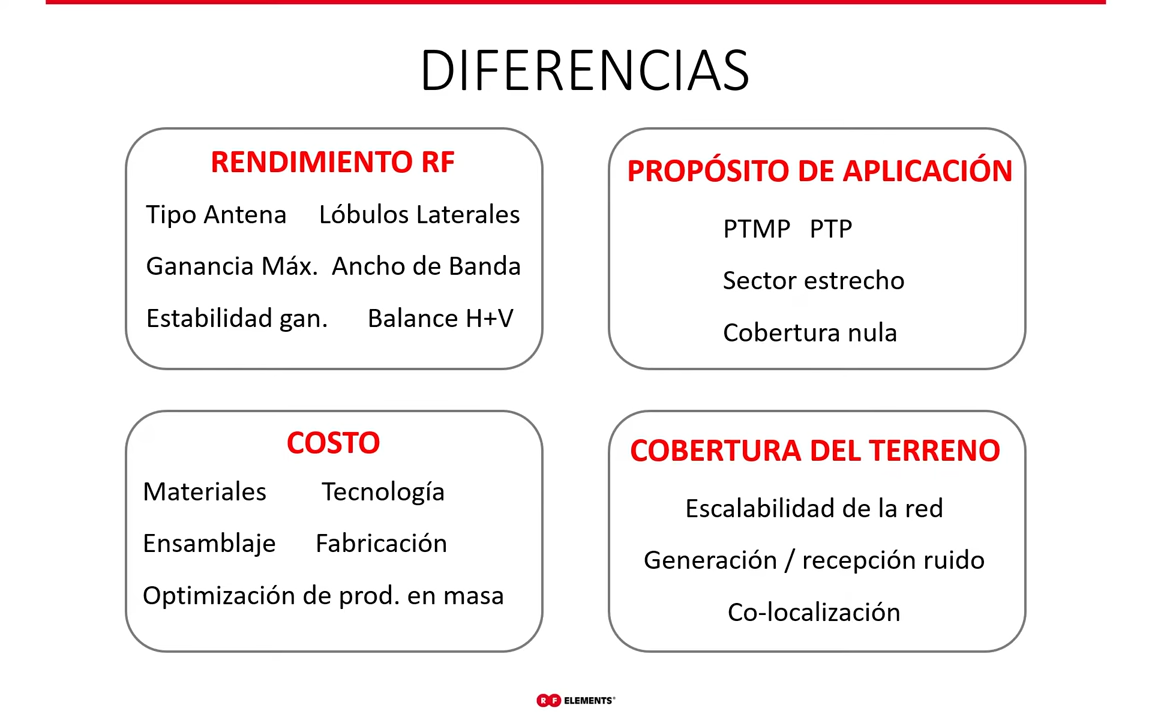 DIFERENCIAS
RENDIMIENTO RF
Tipo Antena Lóbulos Laterales
Ganancia Máx. Ancho de Banda
Estabilidad gan. Balance H+V
PROPÓSITO DE APLICACIÓN
PTMP PTP
Sector estrecho
Cobertura nula
COSTO
Materiales Tecnología
Ensamblaje Fabricación
Optimización de prod. en masa
COBERTURA DEL TERRENO
Escalabilidad de la red
Generación / recepción ruido
Co-localización
RF ELEMENTS®